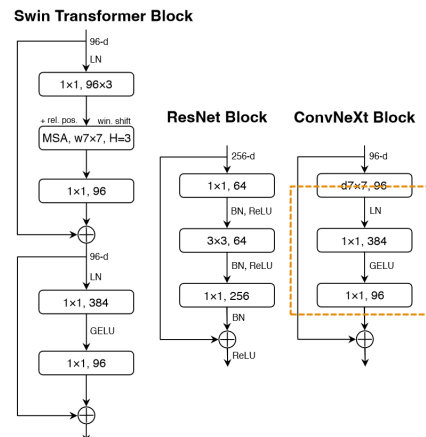 Swin Transformer Block
96-d
LN
1×1, 96×3
+ rel. pos. win. shift
MSA, w7×7, H=3
1×1, 96
96-d
LN
1×1, 384
GELU
1×1, 96
ResNet Block
256-d
1×1, 64
BN, ReLU
3×3, 64
BN, ReLU
1×1, 256
BN
ReLU
ConvNeXt Block
96-d
d7×7, 96
LN
1×1, 384
GELU
1×1, 96